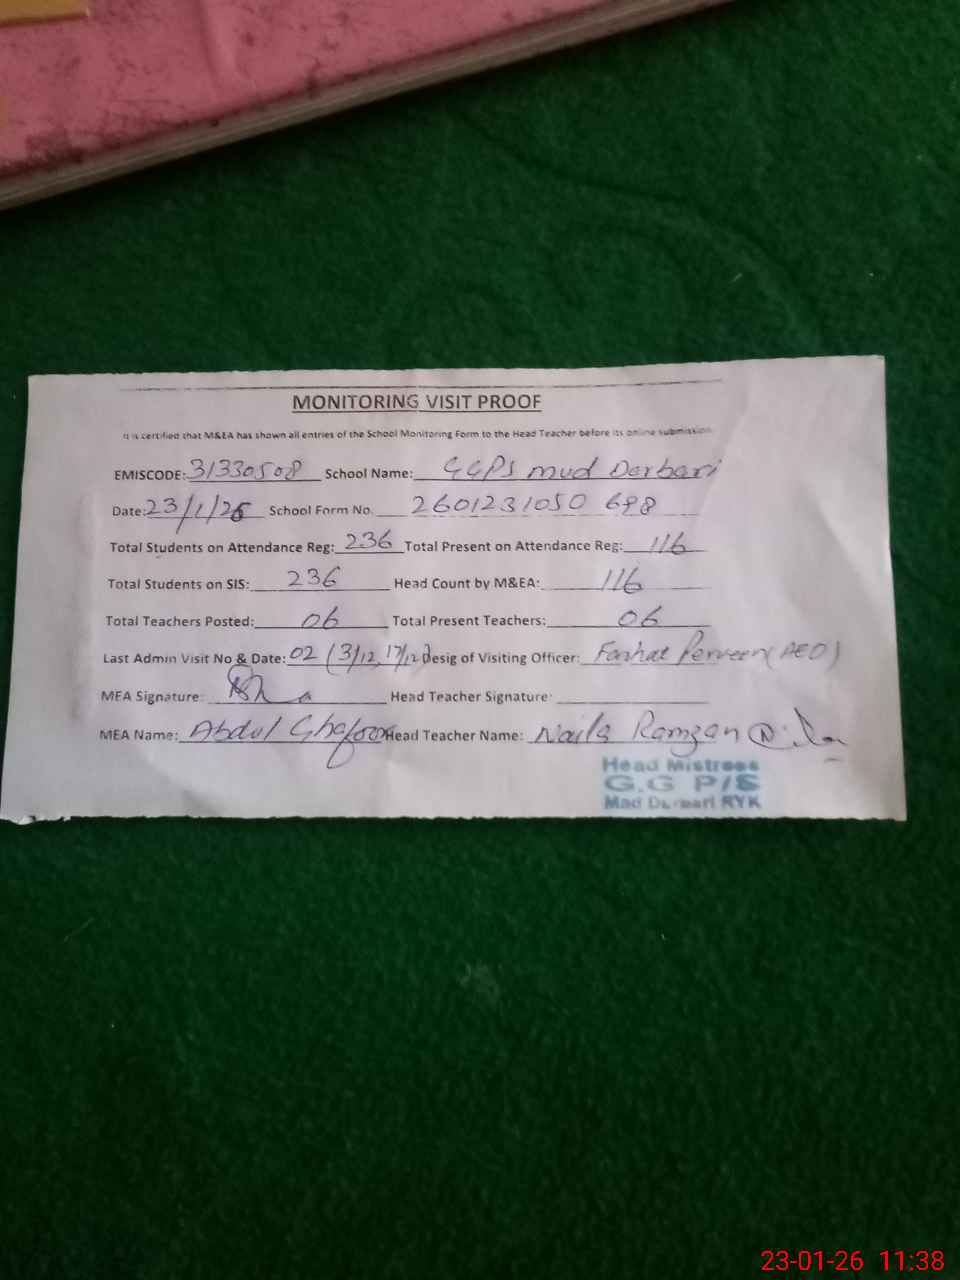 MONITORING VISIT PROOF
It is certified that M&EA has shown all entries of the School Monitoring Form to the Head Teacher before its online submission
EMISCODE: 31330508 School Name: GGPS mud Darbari
Date: 23/1/26 School Form No. 2601231050 698
Total Students on Attendance Reg: 236 Total Present on Attendance Reg: 116
Total Students on SIS: 236 Head Count by M&EA: 116
Total Teachers Posted: 06 Total Present Teachers: 06
Last Admin Visit No & Date: 02 (3/12, 17/12) Desig of Visiting Officer: Farhat Perveen (AEO)
MEA Signature: Head Teacher Signature:
MEA Name: Abdul Ghafoor Head Teacher Name: Naila Ramzan
Head Mistress
G.G P/S
Mad Darbari RYK
23-01-26 11:38